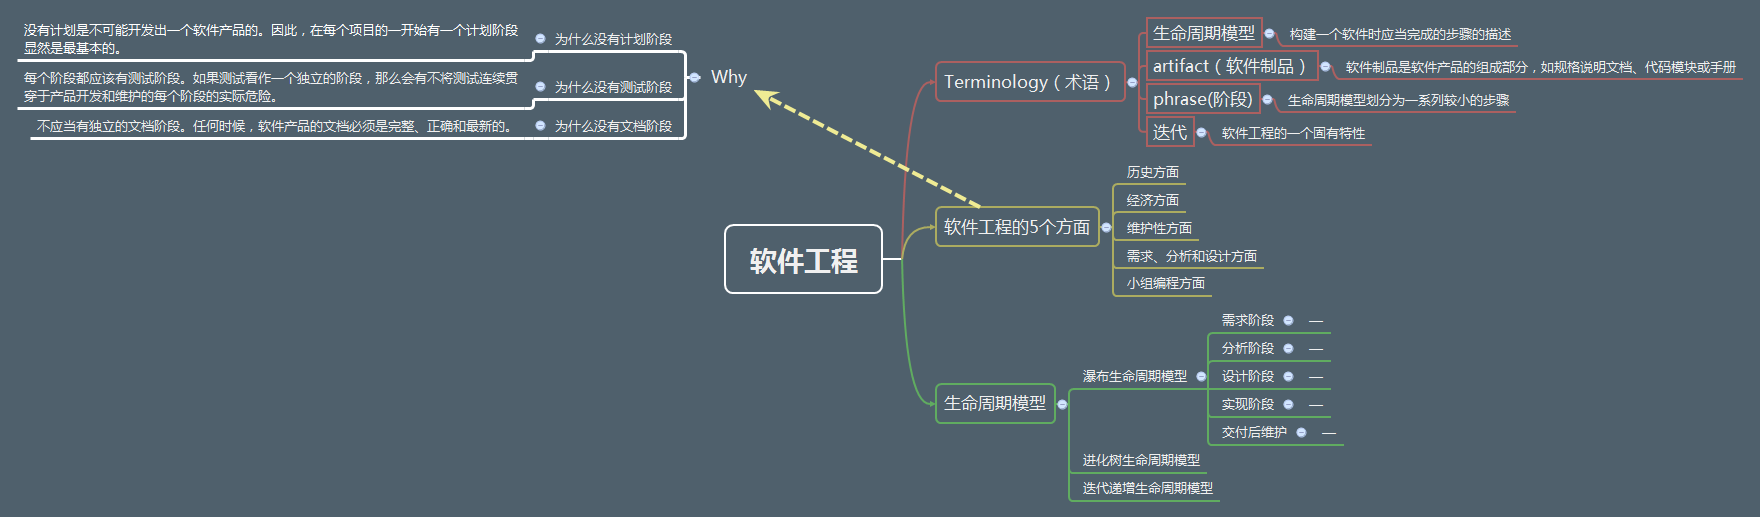 没有计划是不可能开发出一个软件产品的。因此，在每个项目的一开始有一个计划阶段
显然是最基本的。
为什么没有计划阶段
每个阶段都应该有测试阶段。如果测试看作一个独立的阶段，那么会有不将测试连续贯
穿于产品开发和维护的每个阶段的实际危险。
为什么没有测试阶段
不应当有独立的文档阶段。任何时候，软件产品的文档必须是完整、正确和最新的。
为什么没有文档阶段
Why
软件工程
Terminology（术语）
生命周期模型
构建一个软件时应当完成的步骤的描述
artifact（软件制品）
软件制品是软件产品的组成部分，如规格说明文档、代码模块或手册
phrase(阶段)
生命周期模型划分为一系列较小的步骤
迭代
软件工程的一个固有特性
软件工程的5个方面
历史方面
经济方面
维护性方面
需求、分析和设计方面
小组编程方面
生命周期模型
瀑布生命周期模型
需求阶段 —
分析阶段 —
设计阶段 —
实现阶段 —
交付后维护 —
进化树生命周期模型
迭代递增生命周期模型